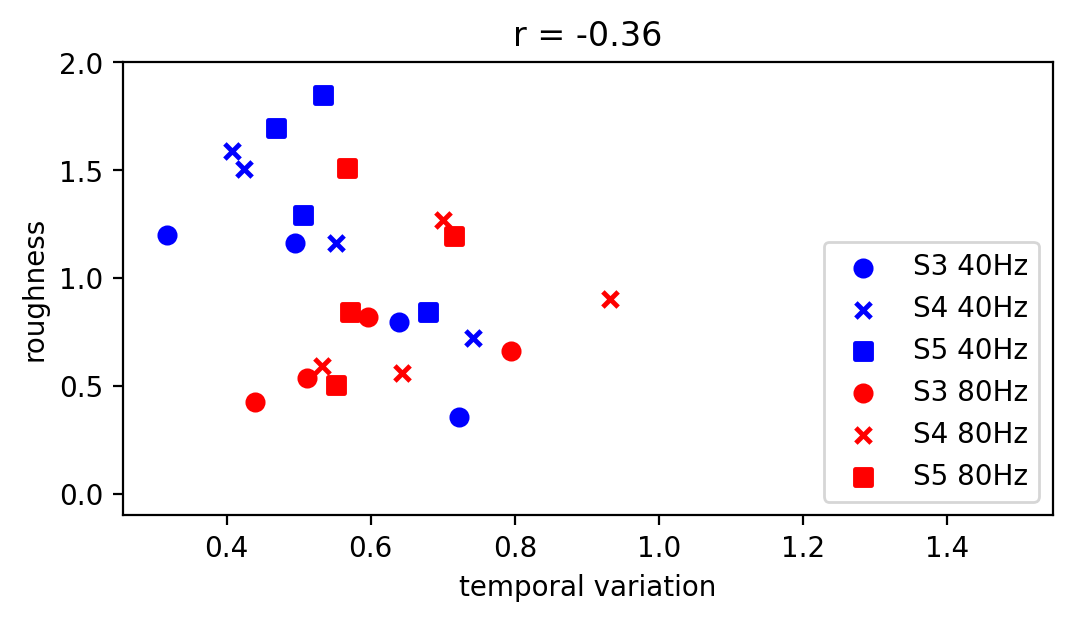 r = -0.36
roughness
2.0
1.5
1.0
0.5
0.0
S3 40Hz
S4 40Hz
S5 40Hz
S3 80Hz
S4 80Hz
S5 80Hz
0.4 0.6 0.8 1.0 1.2 1.4
temporal variation